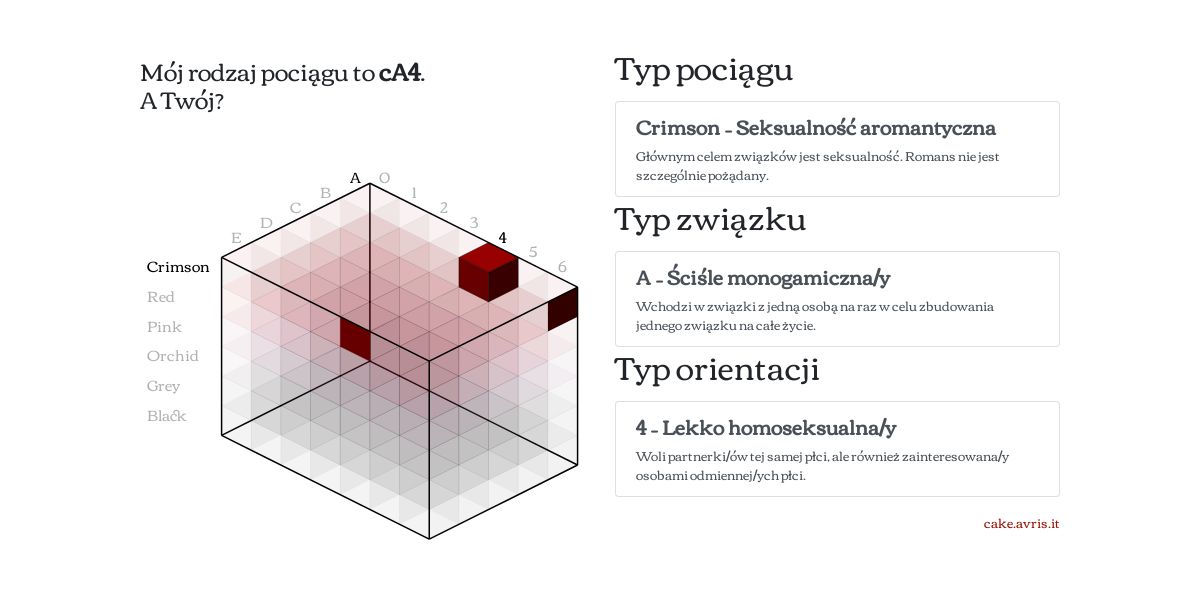 Mój rodzaj pociągu to cA4.
A Twój?
A O
B 1
C 2
D 3
E 4
5
6
Crimson
Red
Pink
Orchid
Grey
Black
Typ pociągu
Crimson - Seksualność aromantyczna
Głównym celem związków jest seksualność. Romans nie jest
szczególnie pożądany.
Typ związku
A - Ściśle monogamiczna/y
Wchodzi w związki z jedną osobą na raz w celu zbudowania
jednego związku na całe życie.
Typ orientacji
4 - Lekko homoseksualna/y
Woli partnerki/ów tej samej płci, ale również zainteresowana/y
osobami odmiennej/ych płci.
cake.avris.it